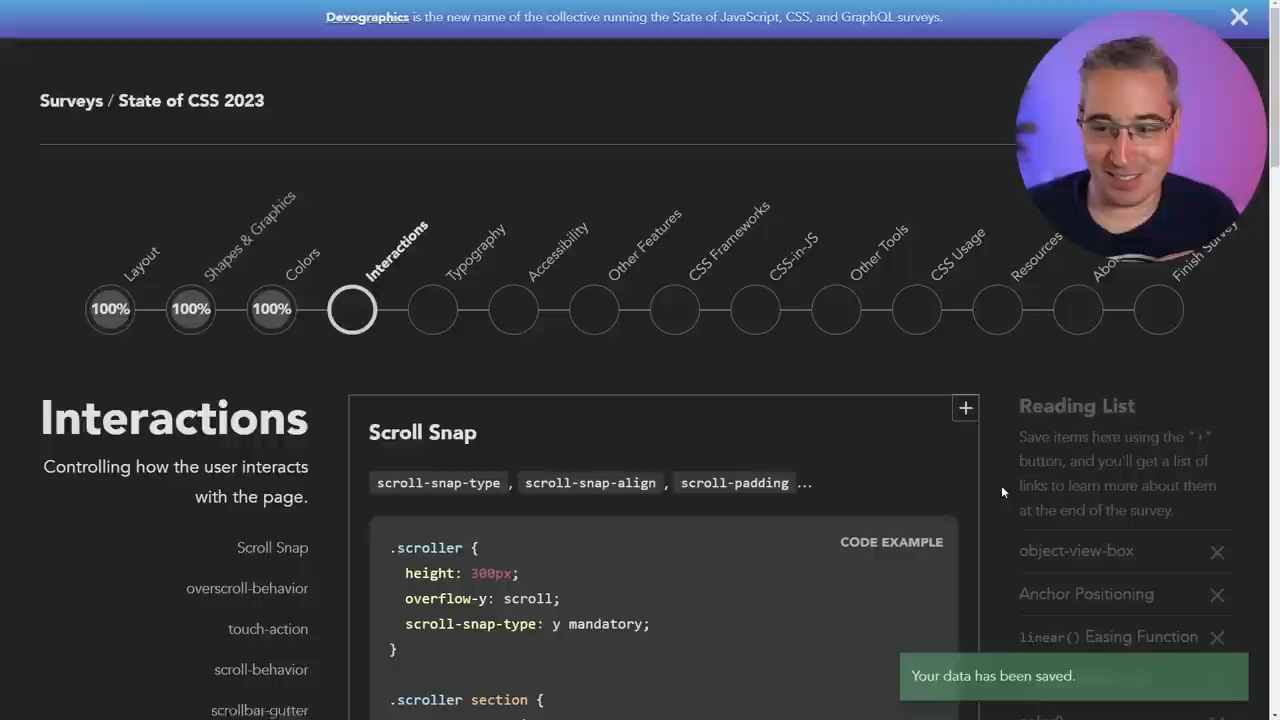 Devographics is the new name of the collective running the State of JavaScript, CSS, and GraphQL surveys.
Surveys / State of CSS 2023
Layout
Shapes & Graphics
Colors
Interactions
Typography
Accessibility
Other Features
CSS Frameworks
CSS-in-JS
Other Tools
CSS Usage
Resources
Finish Survey
100%
100%
100%
Interactions
Controlling how the user interacts
with the page.
Scroll Snap
overscroll-behavior
touch-action
scroll-behavior
scrollbar-gutter
+
Scroll Snap
scroll-snap-type , scroll-snap-align , scroll-padding ...
CODE EXAMPLE
.scroller {
height: 300px;
overflow-y: scroll;
scroll-snap-type: y mandatory;
}
.scroller section {
Reading List
Save items here using the "+"
button, and you'll get a list of
links to learn more about them
at the end of the survey.
object-view-box
Anchor Positioning
linear() Easing Function
Your data has been saved.